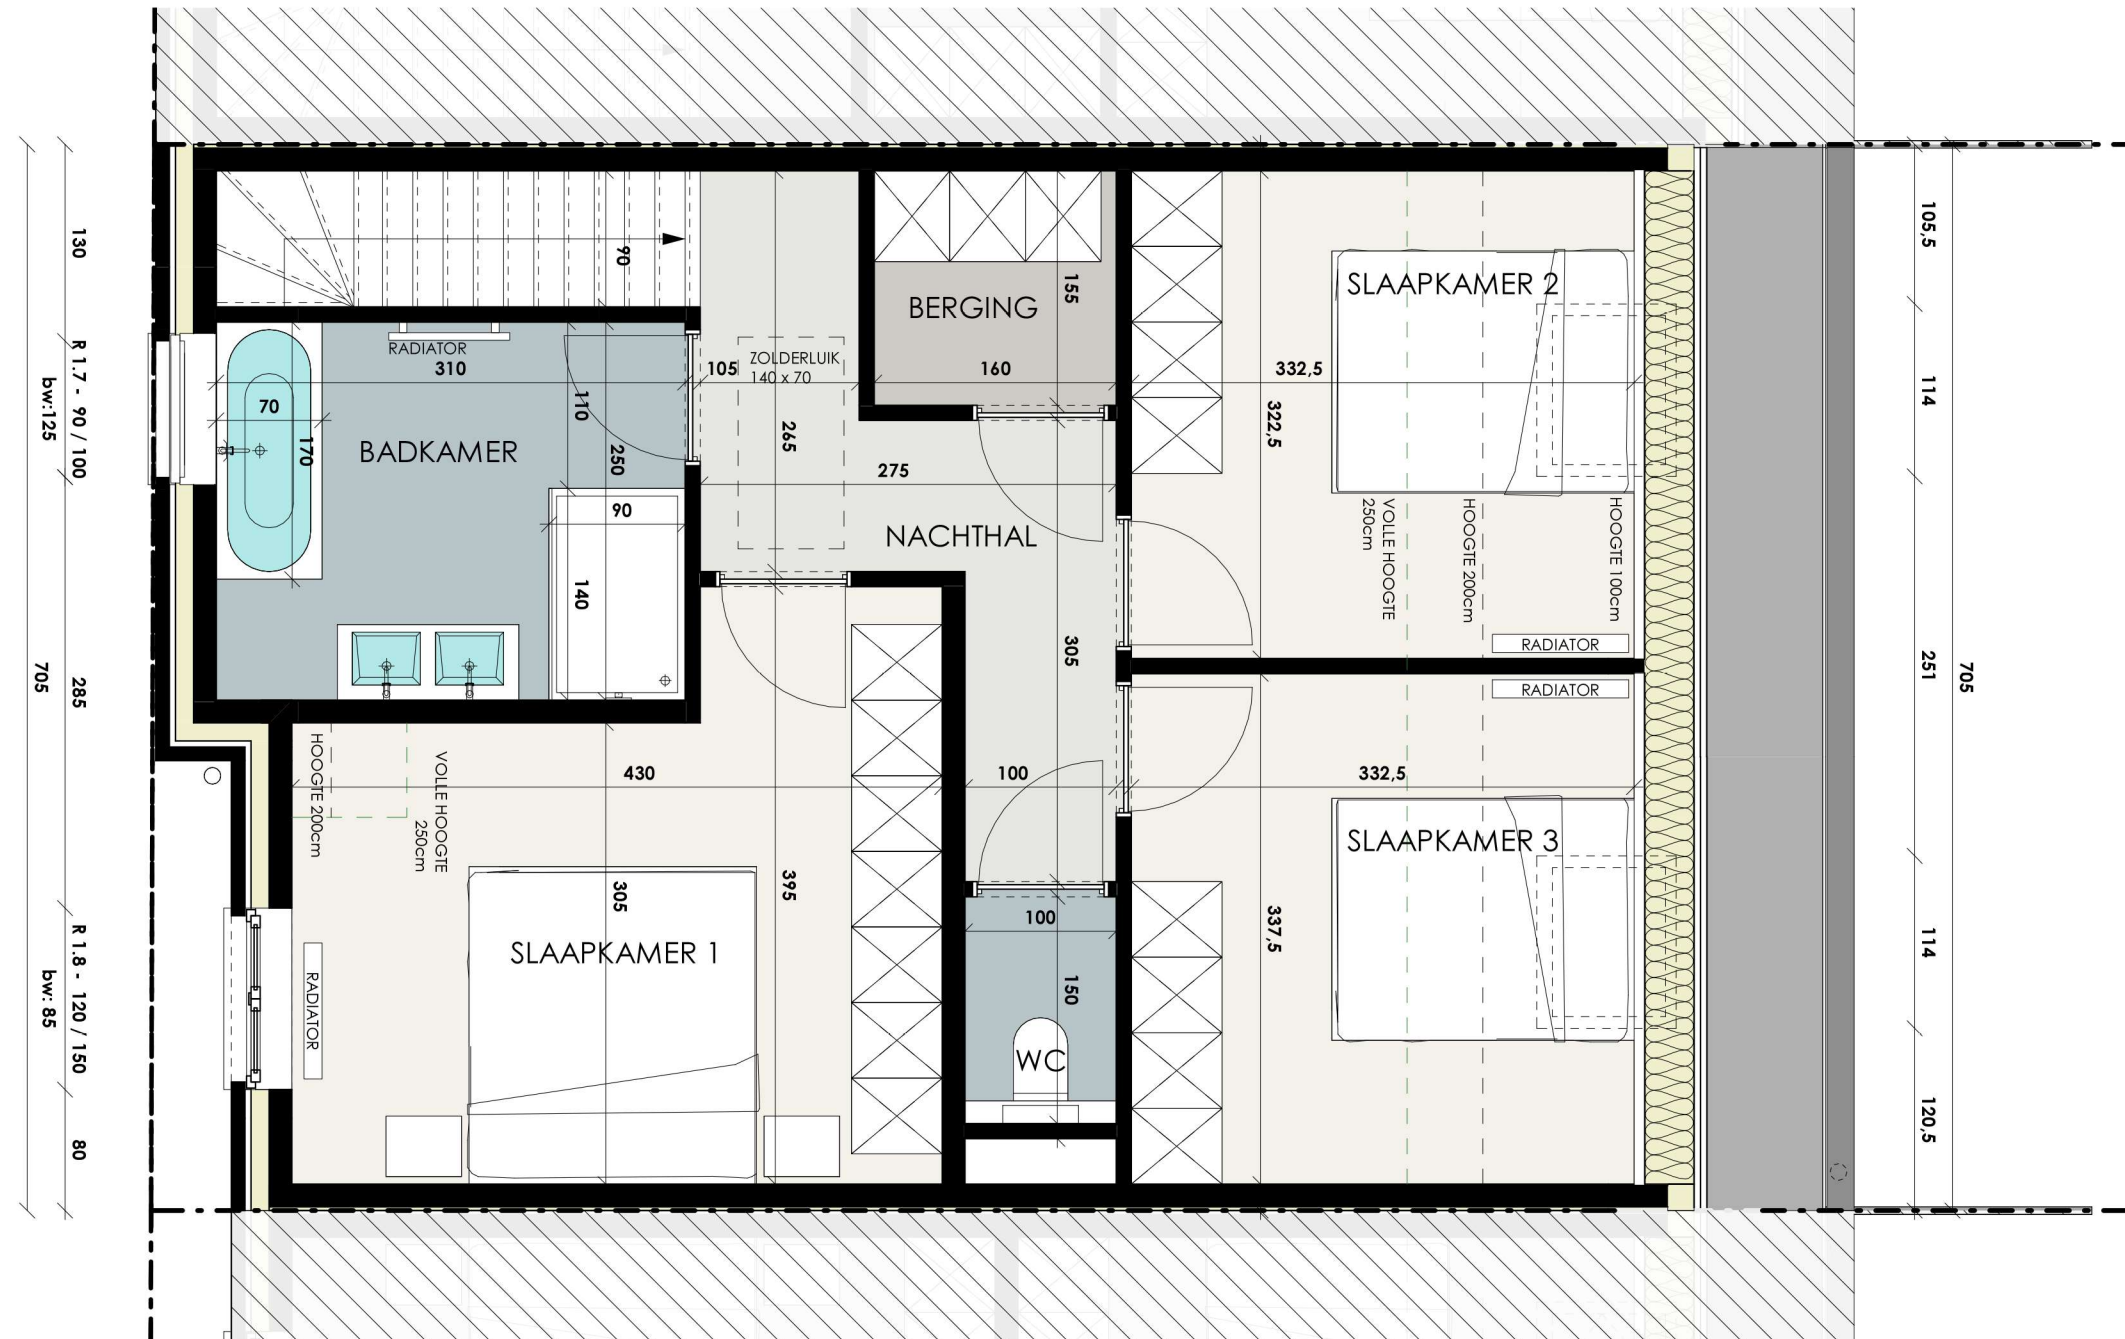 130
R 1.7 - 90 / 100
bw:125
285
705
R 1.8 - 120 / 150
bw: 85
80
90
RADIATOR
310
70
170
BADKAMER
110
250
90
140
105
ZOLDERLUIK
140 x 70
265
275
NACHTHAL
305
BERGING
155
160
SLAAPKAMER 2
332,5
322,5
VOLLE HOOGTE
250cm
HOOGTE 200cm
HOOGTE 100cm
RADIATOR
RADIATOR
332,5
SLAAPKAMER 3
337,5
HOOGTE 200cm
VOLLE HOOGTE
250cm
430
305
395
SLAAPKAMER 1
RADIATOR
100
100
150
WC
105,5
114
251
705
114
120,5